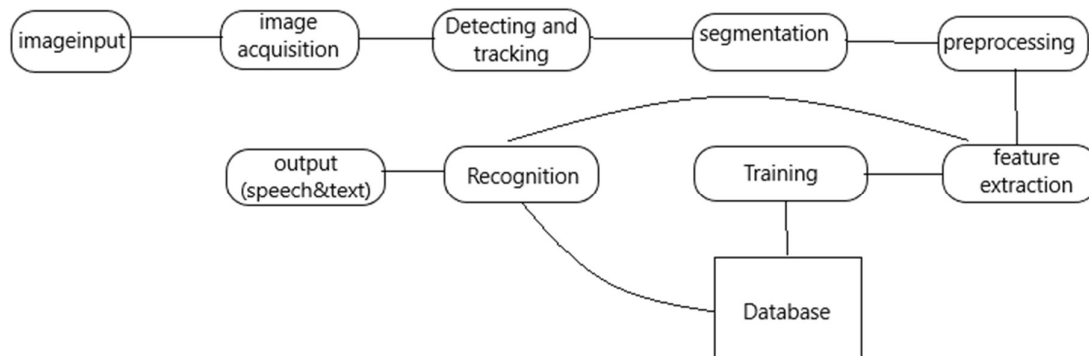 imageinput
image
acquisition
Detecting and
tracking
segmentation
preprocessing
output
(speech&text)
Recognition
Training
feature
extraction
Database